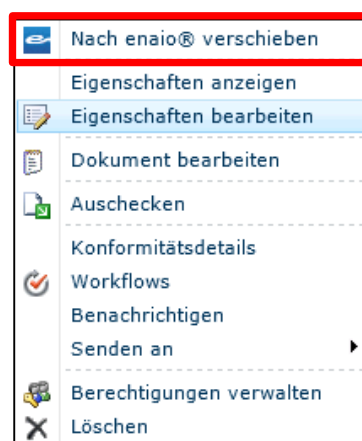 Nach enaio® verschieben
Eigenschaften anzeigen
Eigenschaften bearbeiten
Dokument bearbeiten
Auschecken
Konformitätsdetails
Workflows
Benachrichtigen
Senden an
Berechtigungen verwalten
Löschen